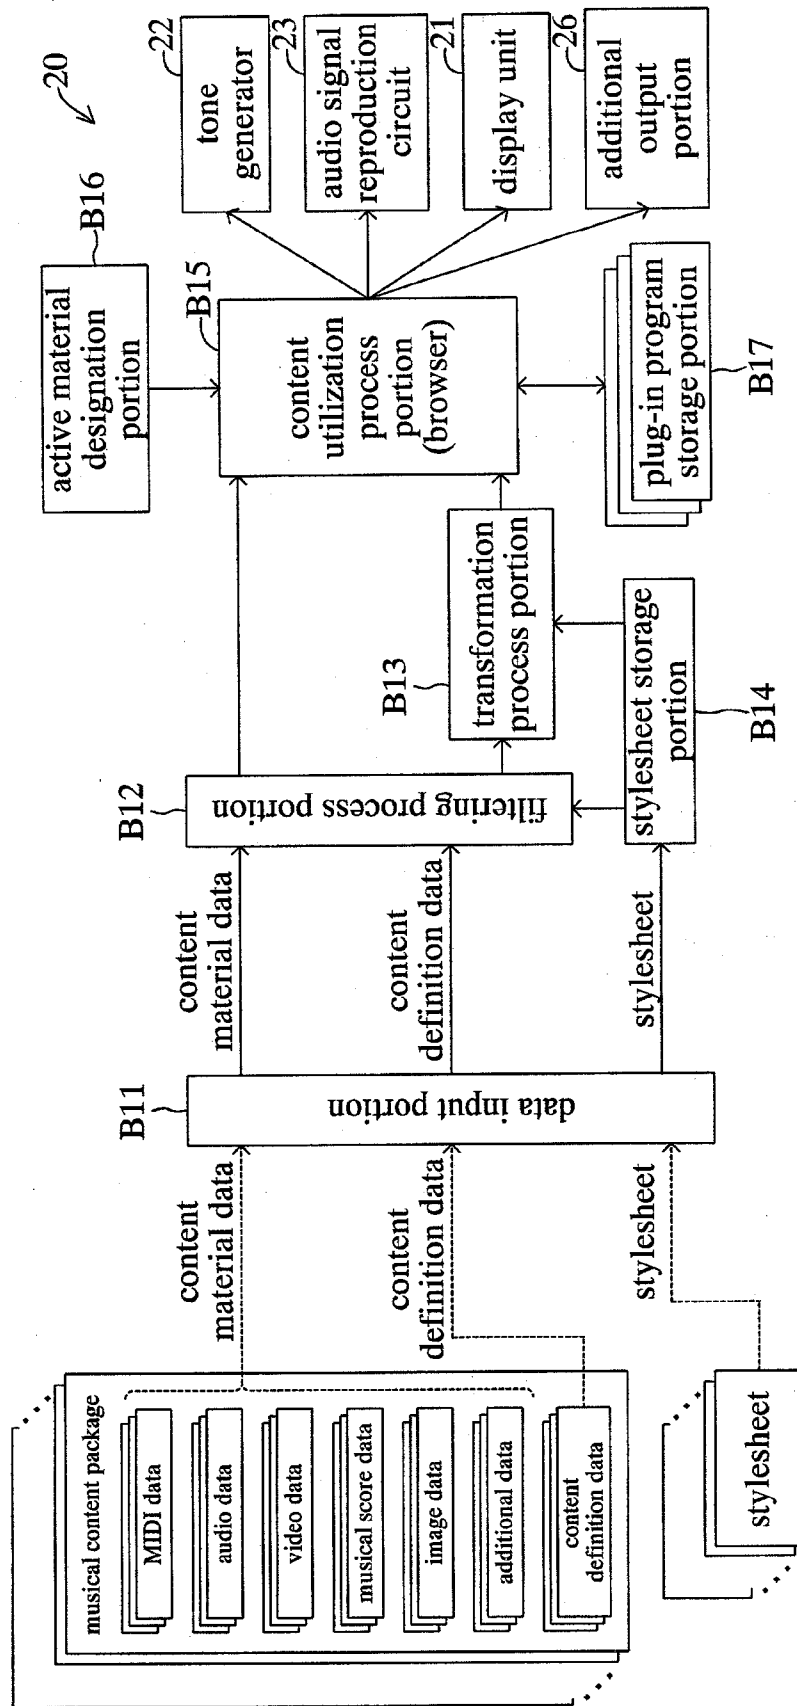 20
musical content package
MIDI data
audio data
video data
musical score data
image data
additional data
content
definition data
stylesheet
content
material data
content
definition data
stylesheet
B11
data input portion
content
material data
content
definition data
stylesheet
B12
filtering process portion
B13
transformation
process portion
stylesheet storage
portion
B14
active material
designation
portion
B16
B15
content
utilization
process
portion
(browser)
plug-in program
storage portion
B17
tone
generator
22
audio signal
reproduction
circuit
23
display unit
21
additional
output
portion
26